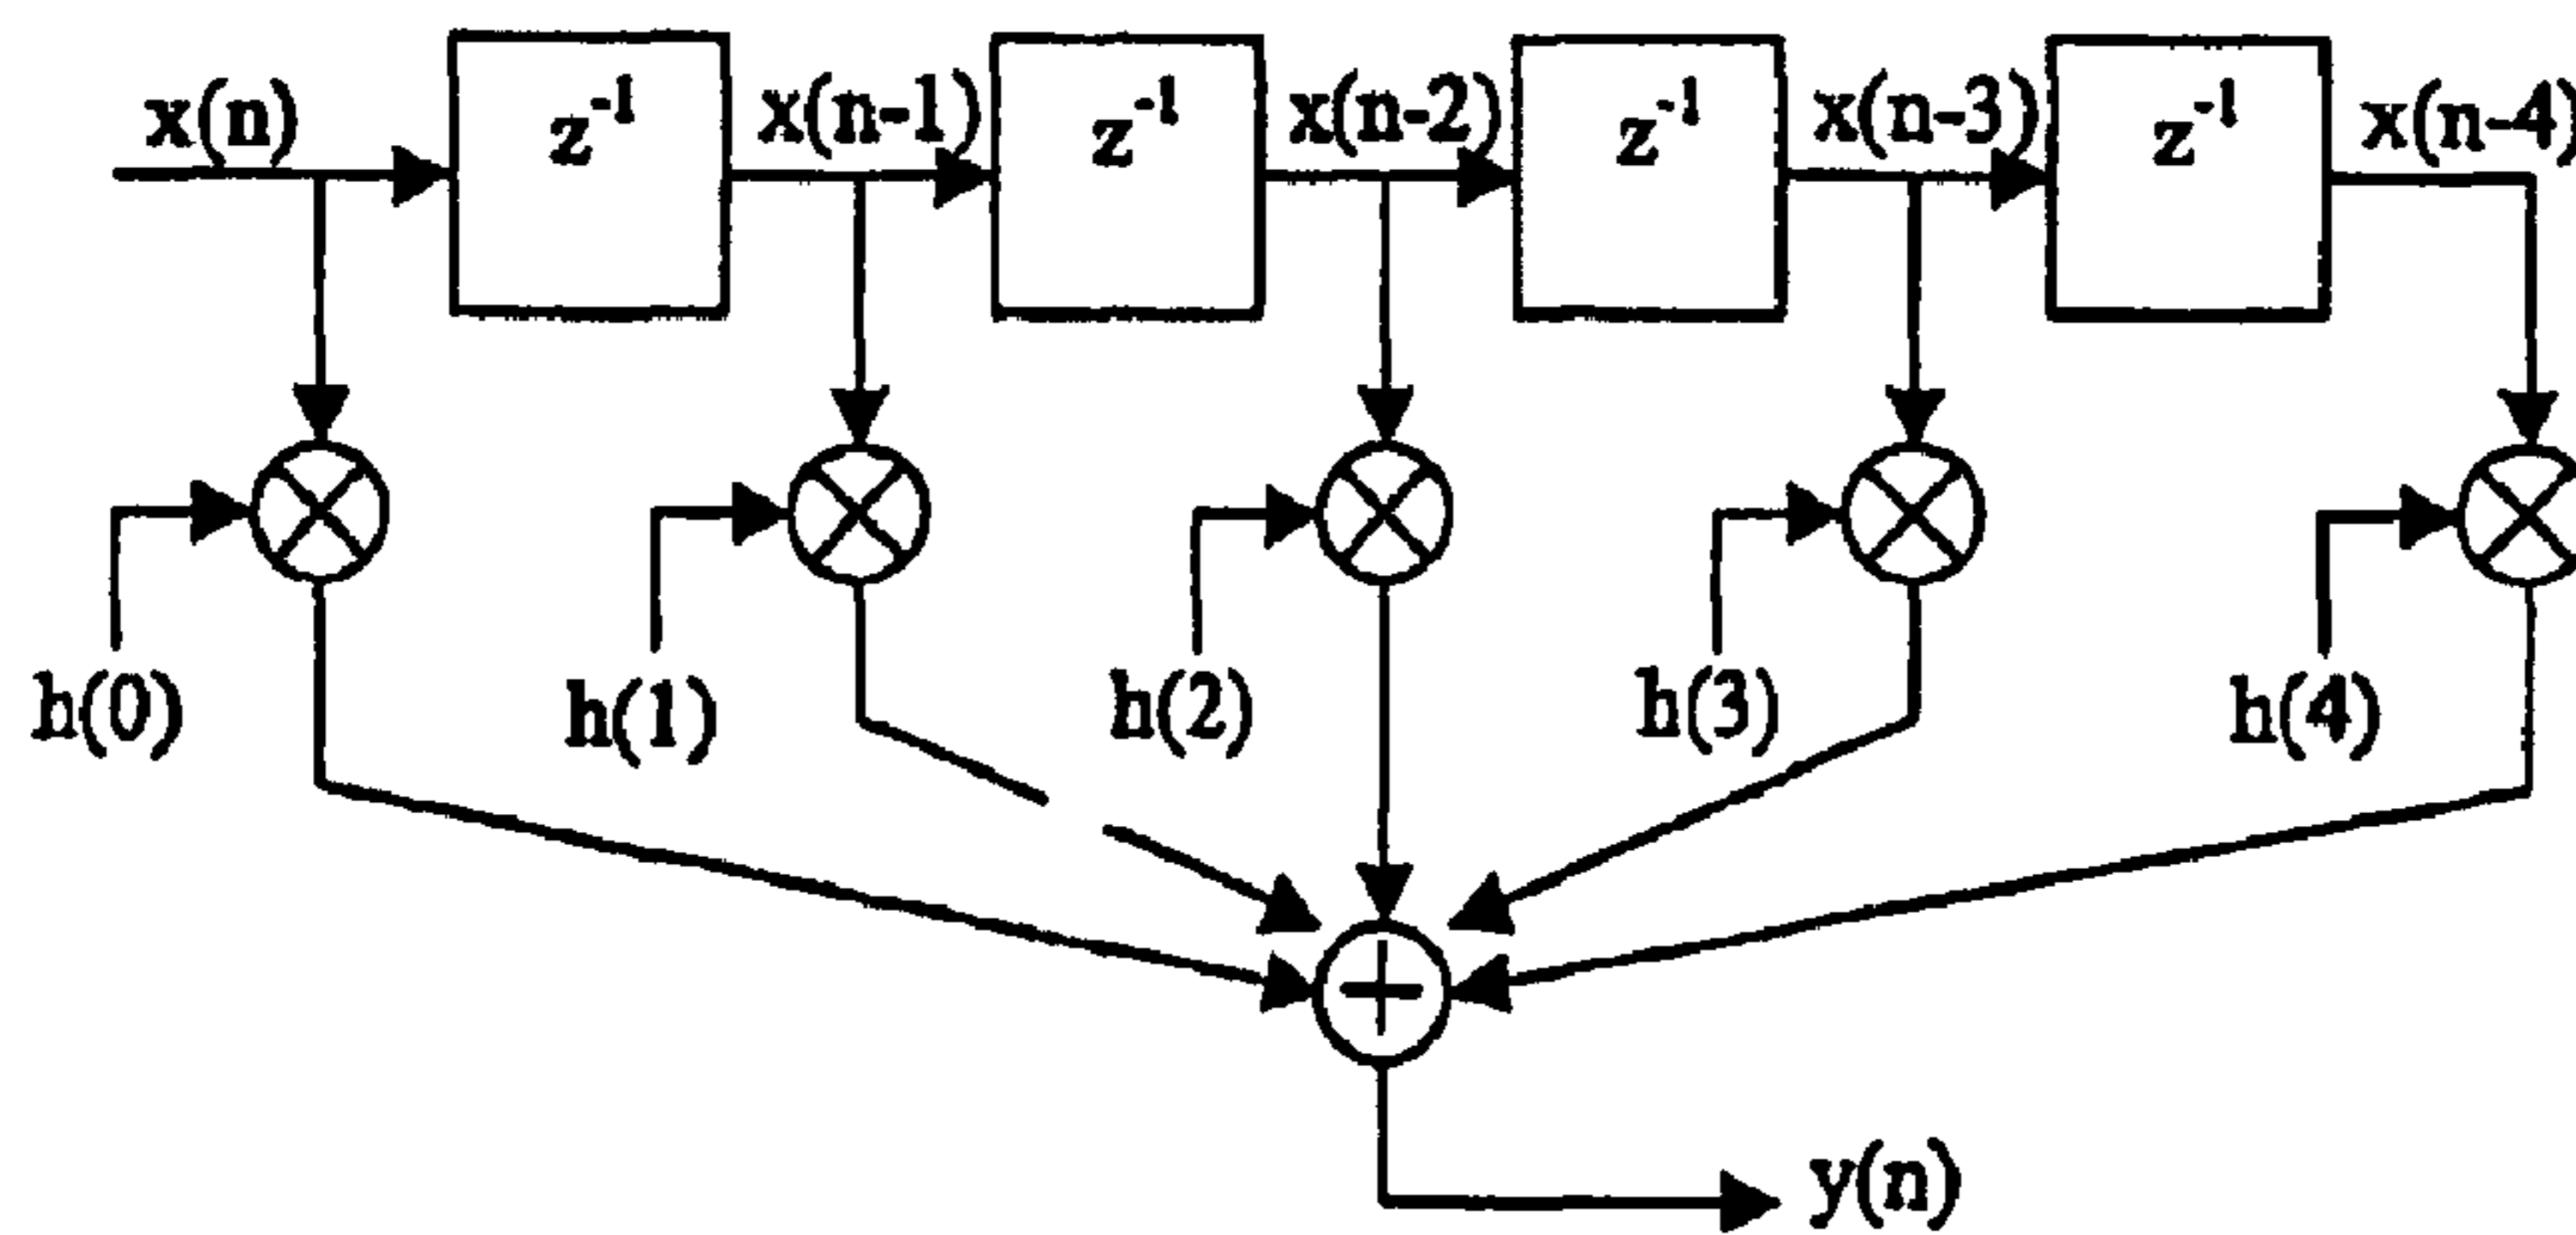 x(n) z⁻¹ x(n-1) z⁻¹ x(n-2) z⁻¹ x(n-3) z⁻¹ x(n-4)
h(0) h(1) h(2) h(3) h(4)
+
y(n)